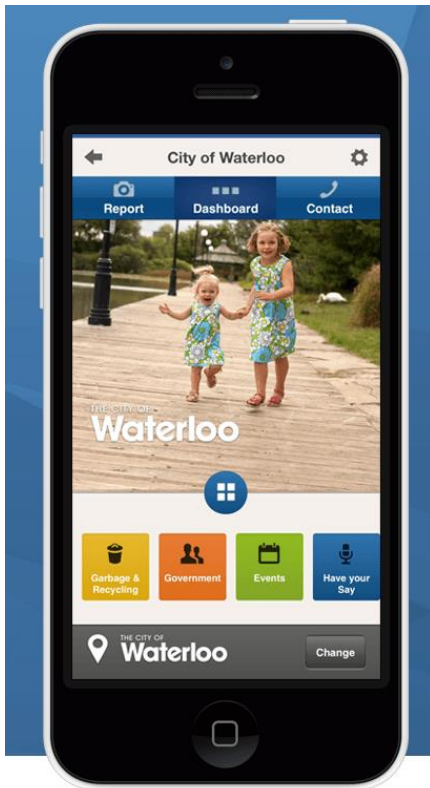 City of Waterloo
Report
Dashboard
Contact
THE CITY OF
Waterloo
Garbage &
Recycling
Government
Events
Have your
Say
THE CITY OF
Waterloo
Change